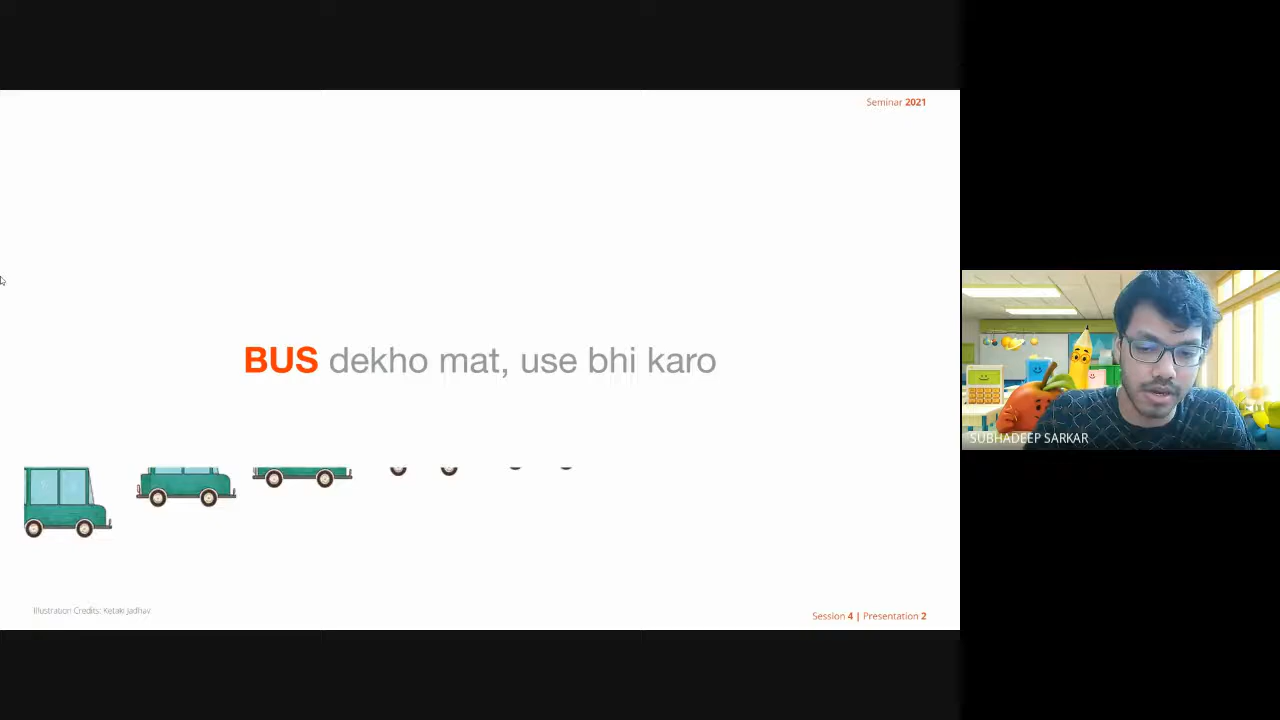 Seminar 2021
BUS dekho mat, use bhi karo
SUBHADEEP SARKAR
Illustration Credits: Ketaki Jadhav
Session 4 | Presentation 2